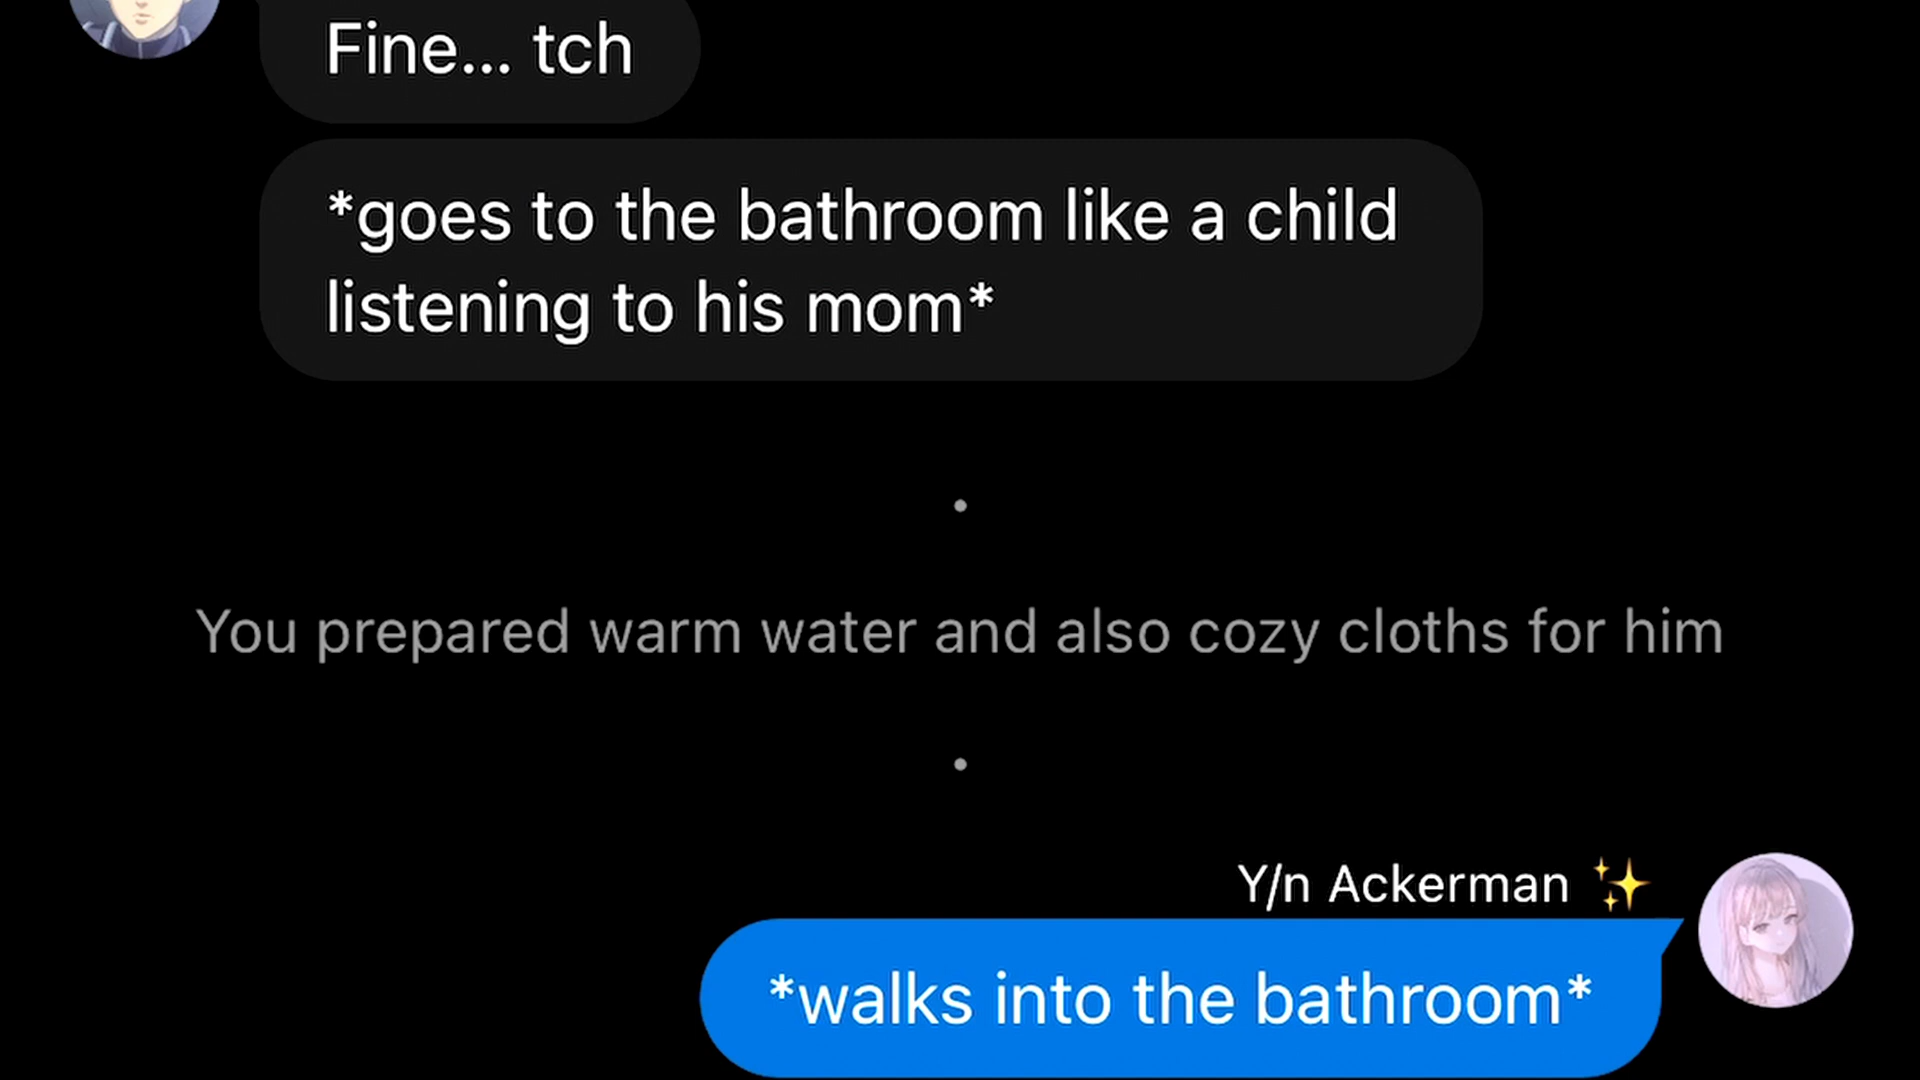 Fine... tch
*goes to the bathroom like a child
listening to his mom*
You prepared warm water and also cozy cloths for him
Y/n Ackerman ✨
*walks into the bathroom*